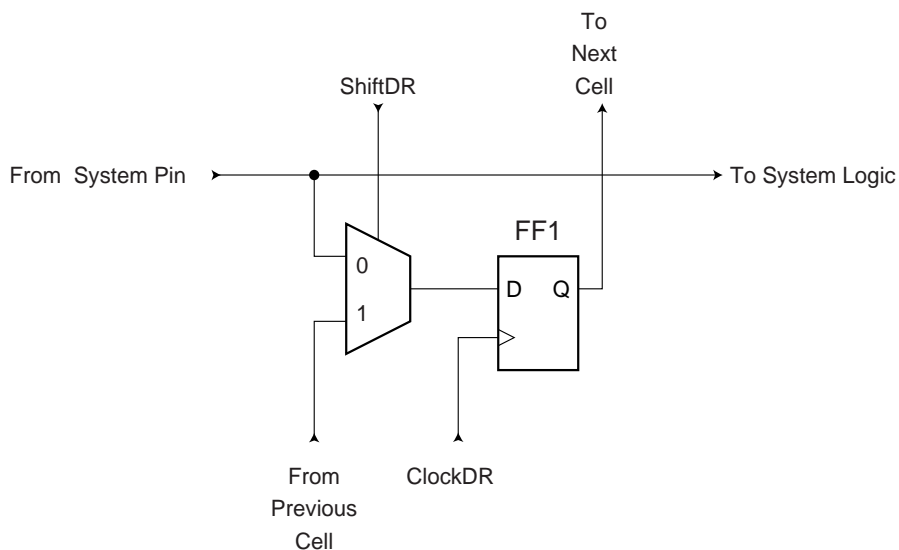 To
Next
Cell
ShiftDR
From System Pin
To System Logic
FF1
0
D Q
1
From
Previous
Cell
ClockDR